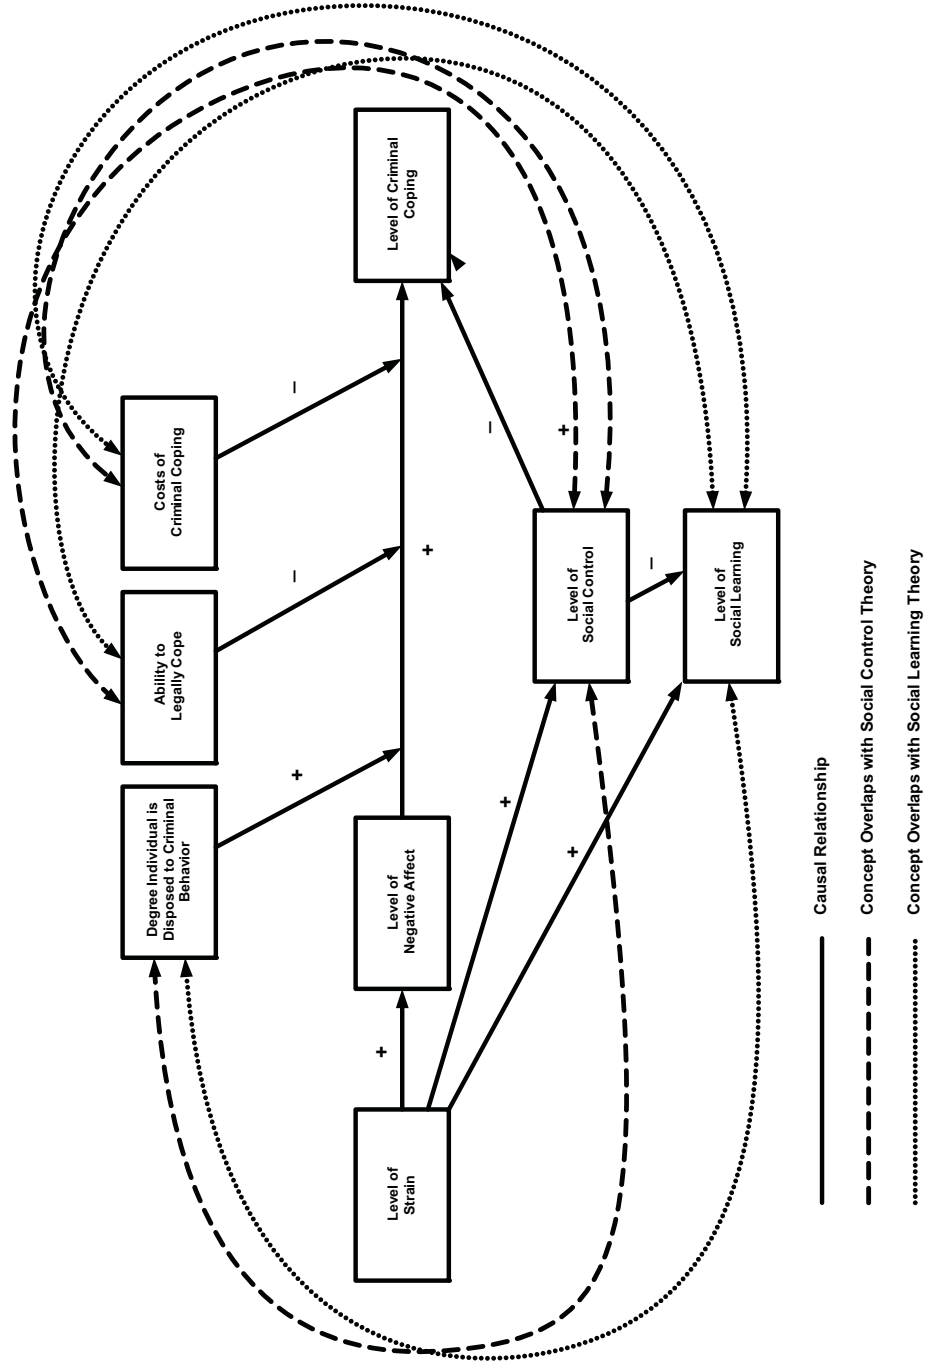 Degree Individual is
Disposed to Criminal
Behavior
Ability to
Legally Cope
Costs of
Criminal Coping
+
–
–
Level of
Strain
+
Level of
Negative Affect
+
Level of Criminal
Coping
+
+
–
+
Level of
Social Control
–
Level of
Social Learning
Causal Relationship
Concept Overlaps with Social Control Theory
Concept Overlaps with Social Learning Theory